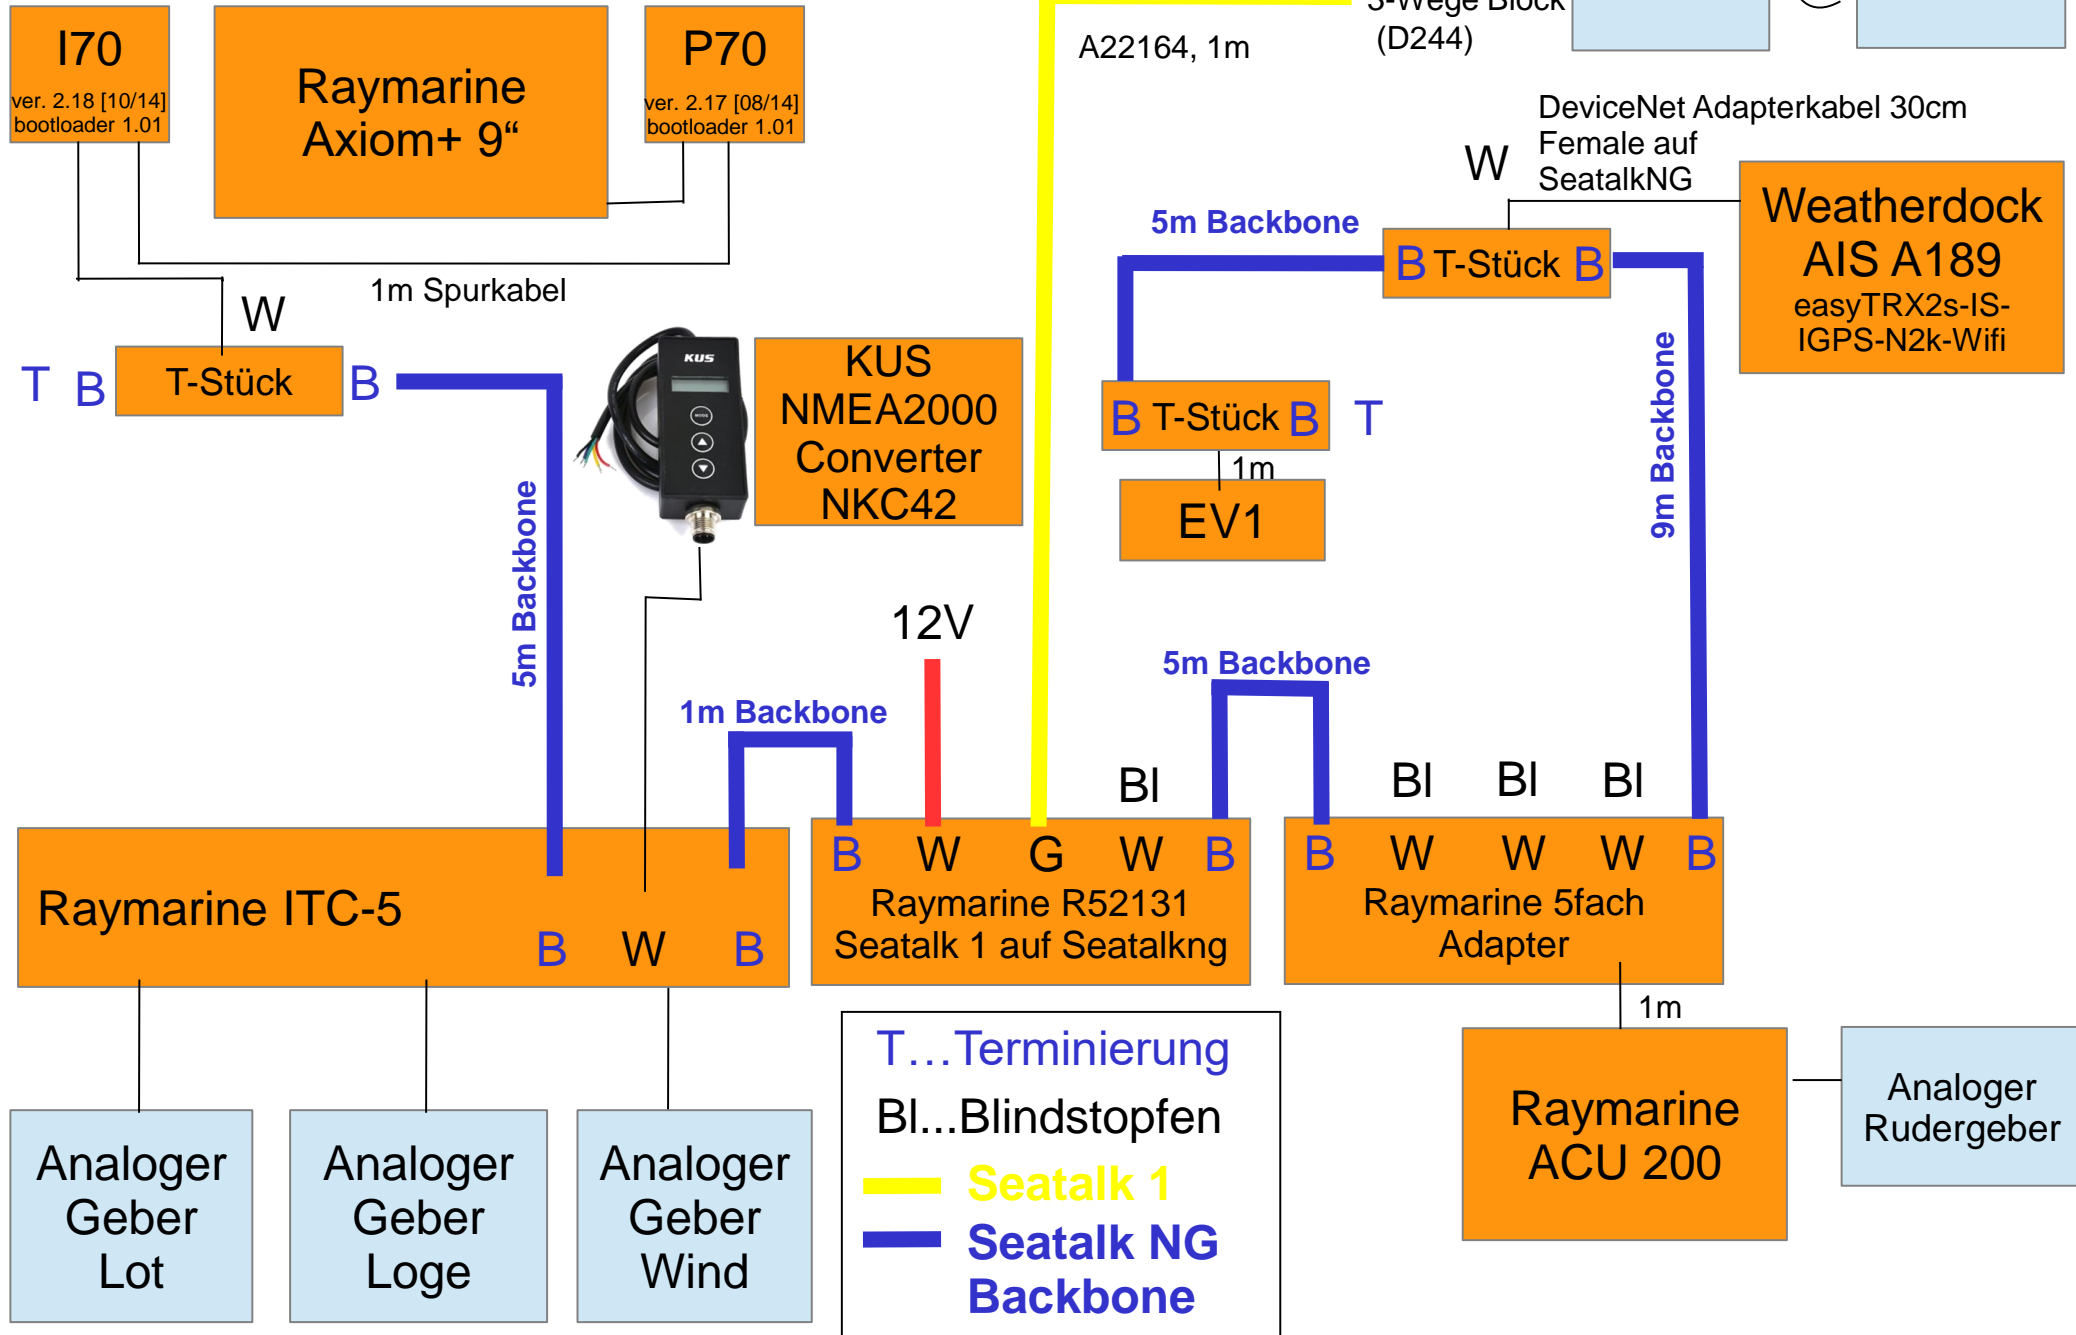 3-Wege Block
(D244)
A22164, 1m
I70
ver. 2.18 [10/14]
bootloader 1.01
Raymarine
Axiom+ 9“
P70
ver. 2.17 [08/14]
bootloader 1.01
DeviceNet Adapterkabel 30cm
Female auf
SeatalkNG
W
Weatherdock
AIS A189
easyTRX2s-IS-
IGPS-N2k-Wifi
5m Backbone
B T-Stück B
1m Spurkabel
W
T B T-Stück B
KUS
MODE
KUS
NMEA2000
Converter
NKC42
B T-Stück B T
1m
EV1
9m Backbone
5m Backbone
12V
5m Backbone
1m Backbone
Bl
Bl Bl Bl
Raymarine ITC-5
B W B
B W G W B
Raymarine R52131
Seatalk 1 auf Seatalkng
B W W W B
Raymarine 5fach
Adapter
1m
Raymarine
ACU 200
Analoger
Rudergeber
Analoger
Geber
Lot
Analoger
Geber
Loge
Analoger
Geber
Wind
T...Terminierung
Bl...Blindstopfen
Seatalk 1
Seatalk NG
Backbone